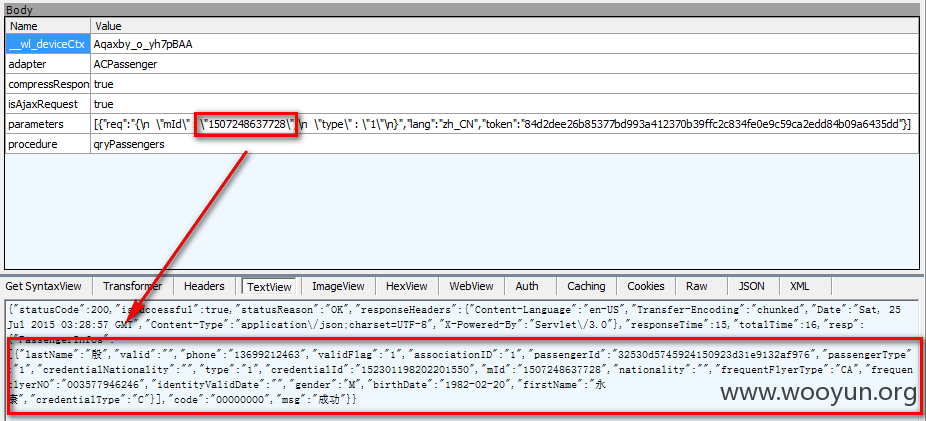 Body
Name Value
__wl_deviceCtx Aqaxby_o_yh7pBAA
adapter ACPassenger
compressRespon true
isAjaxRequest true
parameters [{"req":"{\n \"mId\" \"1507248637728\" \n \"type\" : \"1\"\n}","lang":"zh_CN","token":"84d2dee26b85377bd993a412370b39ffc2c834fe0e9c59ca2edd84b09a6435dd"}]
procedure qryPassengers
Get SyntaxView Transformer Headers TextView ImageView HexView WebView Auth Caching Cookies Raw JSON XML
{"statusCode":200,"isSuccessful":true,"statusReason":"OK","responseHeaders":{"Content-Language":"en-US","Transfer-Encoding":"chunked","Date":"Sat, 25
Jul 2015 03:28:57 GMT","Content-Type":"application\/json;charset=UTF-8","X-Powered-By":"Servlet\/3.0"},"responseTime":15,"totalTime":16,"resp":
{"PassengerInfos":
[{"lastName":"殷","valid":"","phone":"13699212463","validFlag":"1","associationID":"1","passengerId":"32530d5745924150923d31e9132af976","passengerType":
"1","credentialNationality":"","type":"1","credentialId":"152301198202201550","mId":"1507248637728","nationality":"","frequentFlyerType":"CA","frequen
lyerNO":"003577946246","identityValidDate":"","gender":"M","birthDate":"1982-02-20","firstName":"永
","credentialType":"C"}],"code":"00000000","msg":"成功"}}
www.wooyun.org